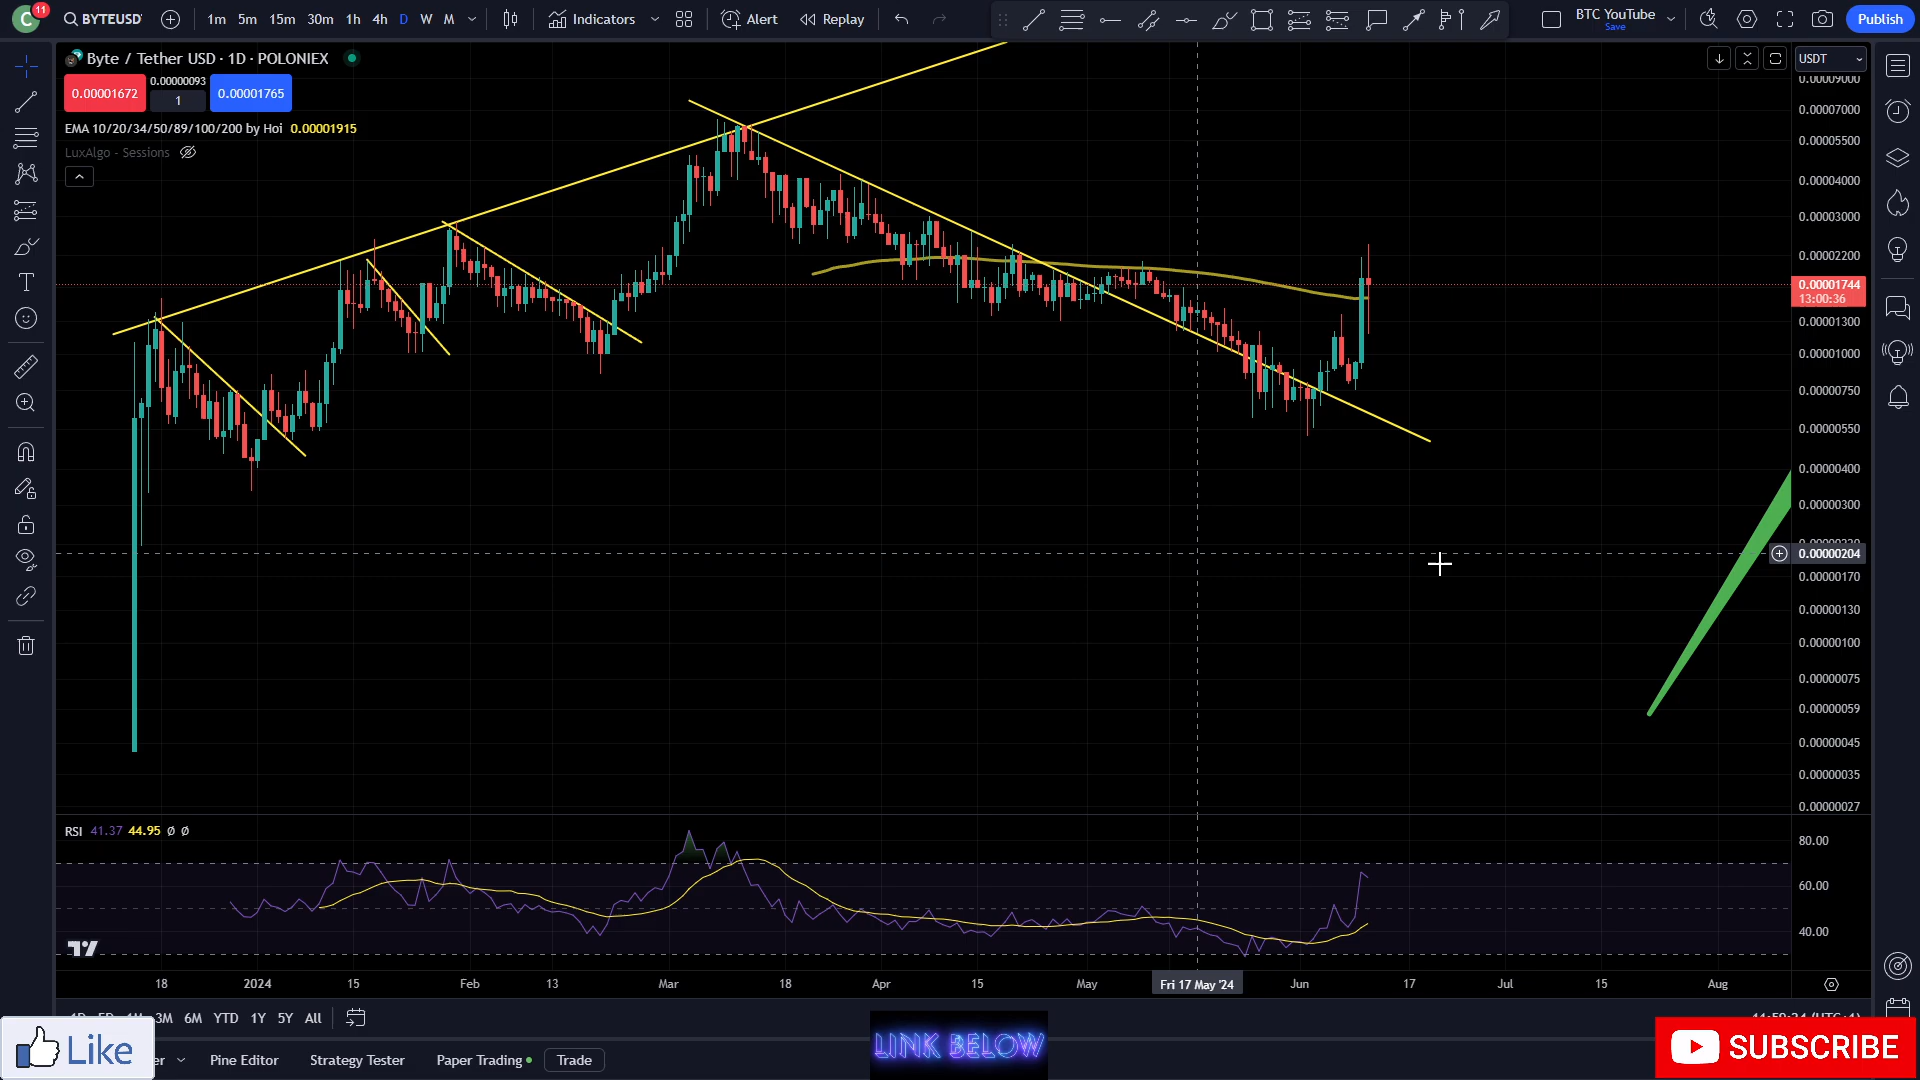 C 11 BYTEUSD 1m 5m 15m 30m 1h 4h D W M Indicators Alert Replay BTC YouTube Save Publish
Byte / Tether USD · 1D · POLONIEX
USDT
0.00001672 0.00000093 1 0.00001765
EMA 10/20/34/50/89/100/200 by Hoi 0.00001915
LuxAlgo - Sessions
0.00009000
0.00007000
0.00005500
0.00004000
0.00003000
0.00002200
0.00001744
13:00:36
0.00001300
0.00001000
0.00000750
0.00000550
0.00000400
0.00000300
0.00000204
0.00000170
0.00000130
0.00000100
0.00000075
0.00000059
0.00000045
0.00000035
0.00000027
RSI 41.37 44.95 Ø Ø
80.00
60.00
40.00
18 2024 15 Feb 13 Mar 18 Apr 15 May Fri 17 May '24 Jun 17 Jul 15 Aug
1D 5D 1M 3M 6M YTD 1Y 5Y All
Like
Pine Editor Strategy Tester Paper Trading Trade
LINK BELOW
SUBSCRIBE